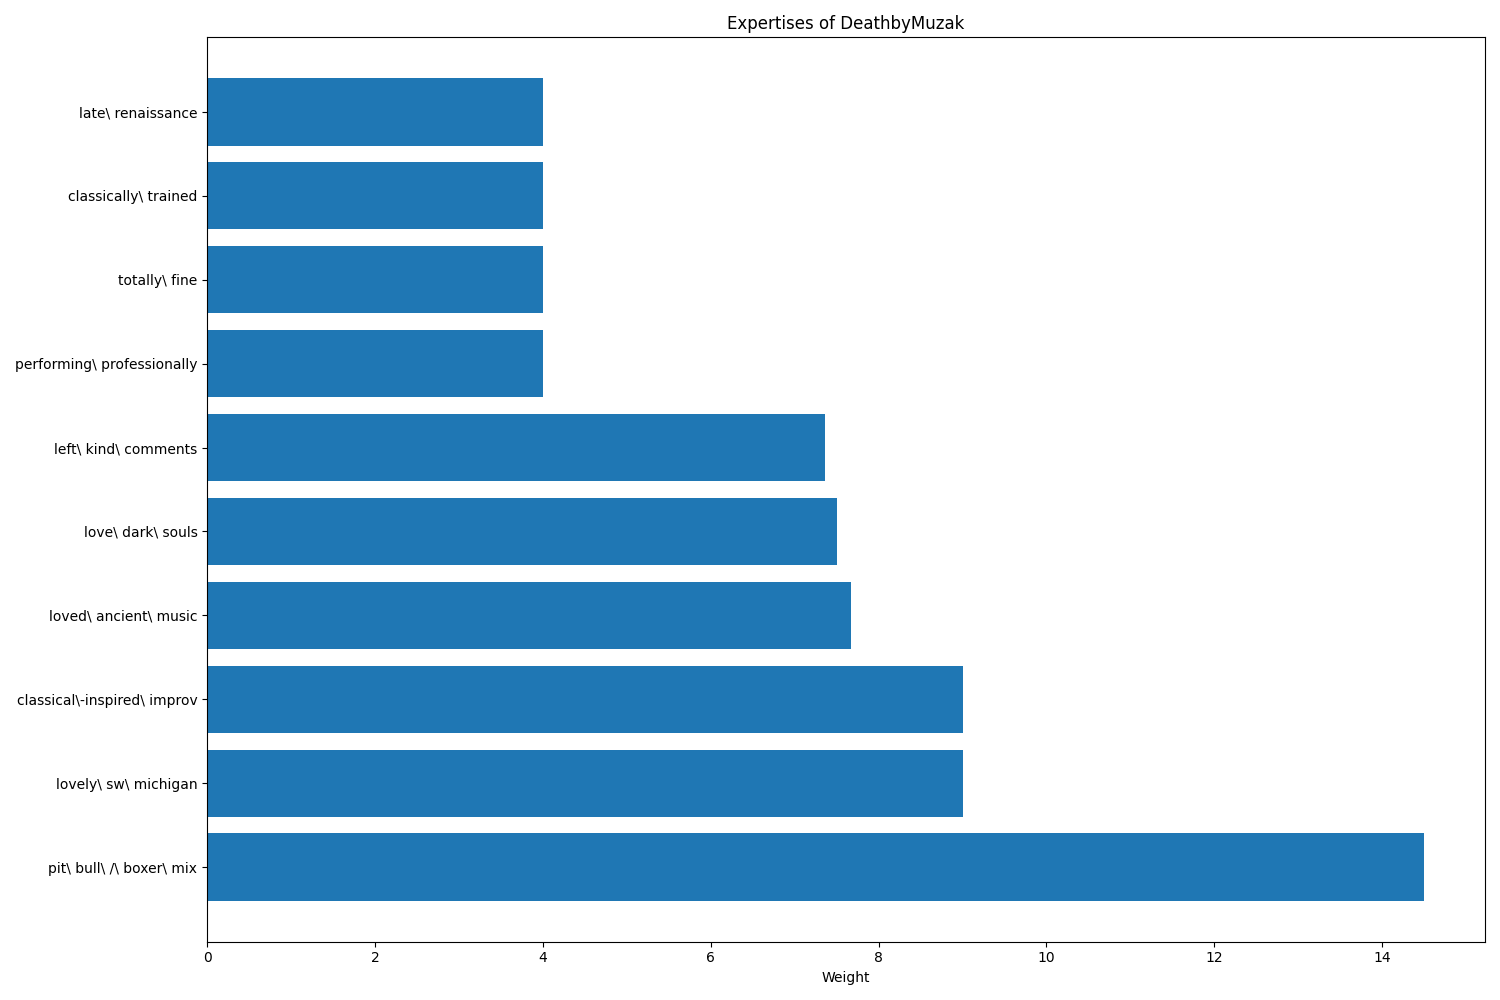 Expertises of DeathbyMuzak
late\ renaissance
classically\ trained
totally\ fine
performing\ professionally
left\ kind\ comments
love\ dark\ souls
loved\ ancient\ music
classical\-inspired\ improv
lovely\ sw\ michigan
pit\ bull\ /\ boxer\ mix
0 2 4 6 8 10 12 14
Weight